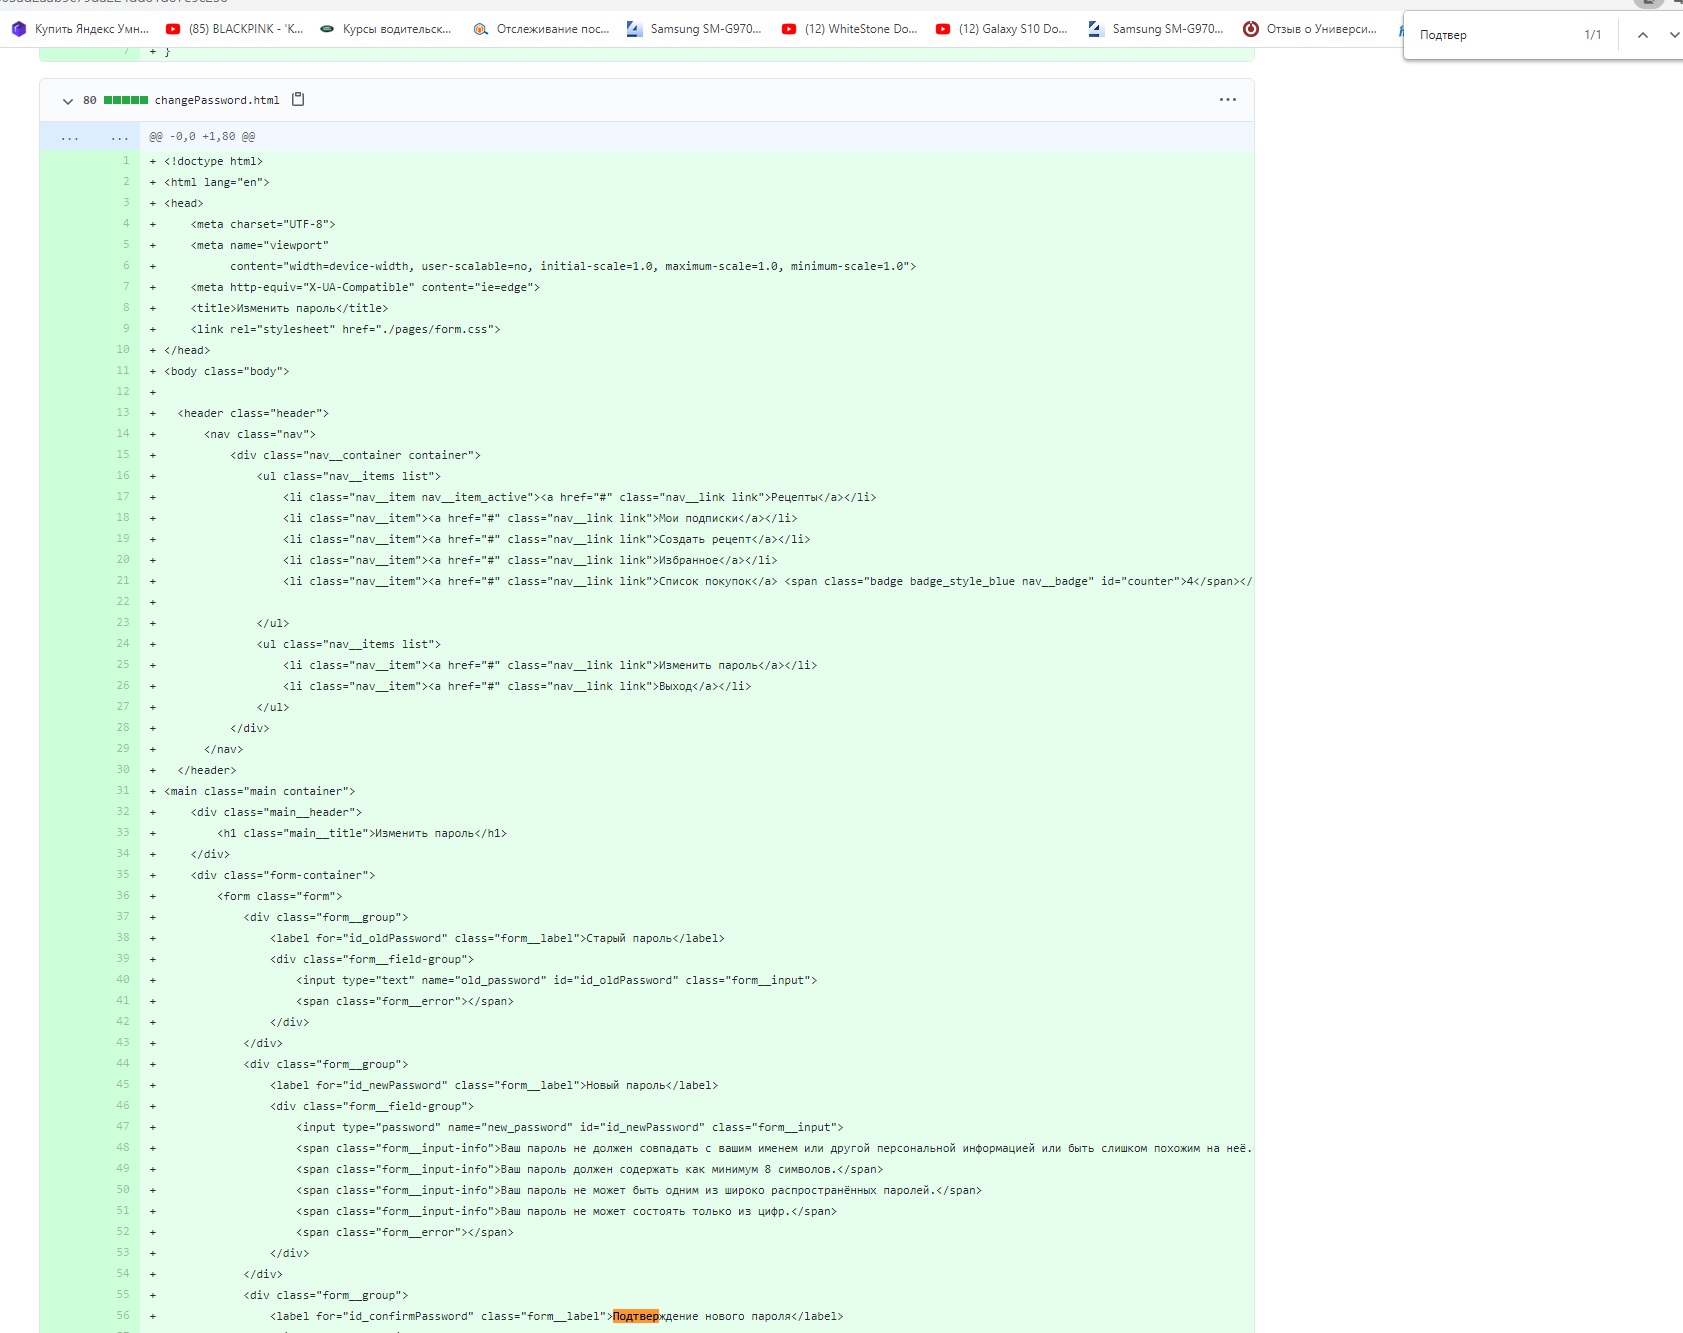 Купить Яндекс Умн... (85) BLACKPINK - 'K... Курсы водительск... Отслеживание пос... Samsung SM-G970... (12) WhiteStone Do... (12) Galaxy S10 Do... Samsung SM-G970... Отзыв о Универси...
Подтвер 1/1
7 + }
80 changePassword.html ...
... ... @@ -0,0 +1,80 @@
1 + <!doctype html>
2 + <html lang="en">
3 + <head>
4 + <meta charset="UTF-8">
5 + <meta name="viewport"
6 + content="width=device-width, user-scalable=no, initial-scale=1.0, maximum-scale=1.0, minimum-scale=1.0">
7 + <meta http-equiv="X-UA-Compatible" content="ie=edge">
8 + <title>Изменить пароль</title>
9 + <link rel="stylesheet" href="./pages/form.css">
10 + </head>
11 + <body class="body">
12 +
13 + <header class="header">
14 + <nav class="nav">
15 + <div class="nav__container container">
16 + <ul class="nav__items list">
17 + <li class="nav__item nav__item_active"><a href="#" class="nav__link link">Рецепты</a></li>
18 + <li class="nav__item"><a href="#" class="nav__link link">Мои подписки</a></li>
19 + <li class="nav__item"><a href="#" class="nav__link link">Создать рецепт</a></li>
20 + <li class="nav__item"><a href="#" class="nav__link link">Избранное</a></li>
21 + <li class="nav__item"><a href="#" class="nav__link link">Список покупок</a> <span class="badge badge_style_blue nav__badge" id="counter">4</span></
22 +
23 + </ul>
24 + <ul class="nav__items list">
25 + <li class="nav__item"><a href="#" class="nav__link link">Изменить пароль</a></li>
26 + <li class="nav__item"><a href="#" class="nav__link link">Выход</a></li>
27 + </ul>
28 + </div>
29 + </nav>
30 + </header>
31 + <main class="main container">
32 + <div class="main__header">
33 + <h1 class="main__title">Изменить пароль</h1>
34 + </div>
35 + <div class="form-container">
36 + <form class="form">
37 + <div class="form__group">
38 + <label for="id_oldPassword" class="form__label">Старый пароль</label>
39 + <div class="form__field-group">
40 + <input type="text" name="old_password" id="id_oldPassword" class="form__input">
41 + <span class="form__error"></span>
42 + </div>
43 + </div>
44 + <div class="form__group">
45 + <label for="id_newPassword" class="form__label">Новый пароль</label>
46 + <div class="form__field-group">
47 + <input type="password" name="new_password" id="id_newPassword" class="form__input">
48 + <span class="form__input-info">Ваш пароль не должен совпадать с вашим именем или другой персональной информацией или быть слишком похожим на неё.
49 + <span class="form__input-info">Ваш пароль должен содержать как минимум 8 символов.</span>
50 + <span class="form__input-info">Ваш пароль не может быть одним из широко распространённых паролей.</span>
51 + <span class="form__input-info">Ваш пароль не может состоять только из цифр.</span>
52 + <span class="form__error"></span>
53 + </div>
54 + </div>
55 + <div class="form__group">
56 + <label for="id_confirmPassword" class="form__label">Подтверждение нового пароля</label>